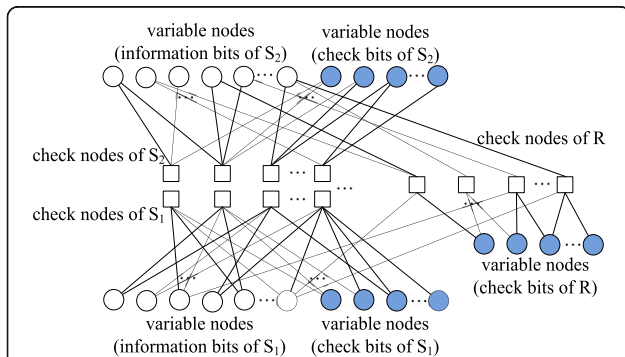 variable nodes
(information bits of S2)
variable nodes
(check bits of S2)
check nodes of R
check nodes of S2
check nodes of S1
variable nodes
(check bits of R)
variable nodes
(information bits of S1)
variable nodes
(check bits of S1)